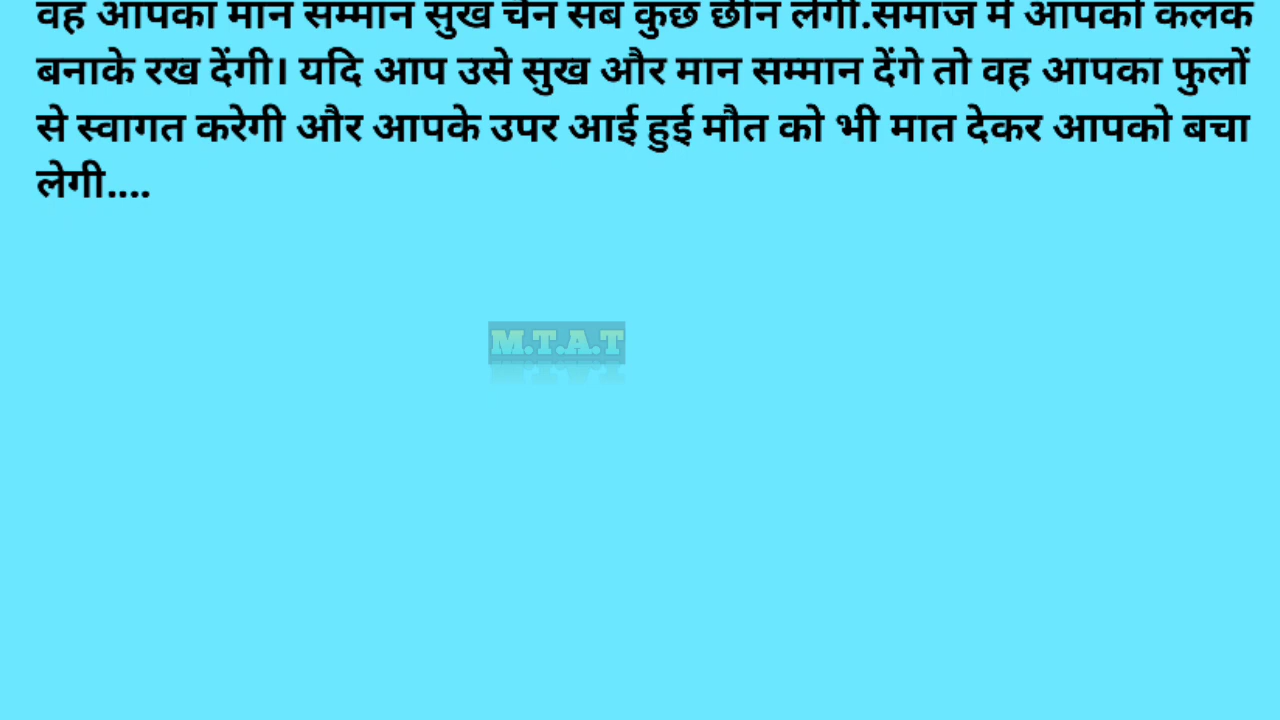 वह आपका मान सम्मान सुख चैन सब कुछ छीन लेगी.समाज में आपको कलंक
बनाके रख देंगी। यदि आप उसे सुख और मान सम्मान देंगे तो वह आपका फुलों
से स्वागत करेगी और आपके उपर आई हुई मौत को भी मात देकर आपको बचा
लेगी....
M.T.A.T